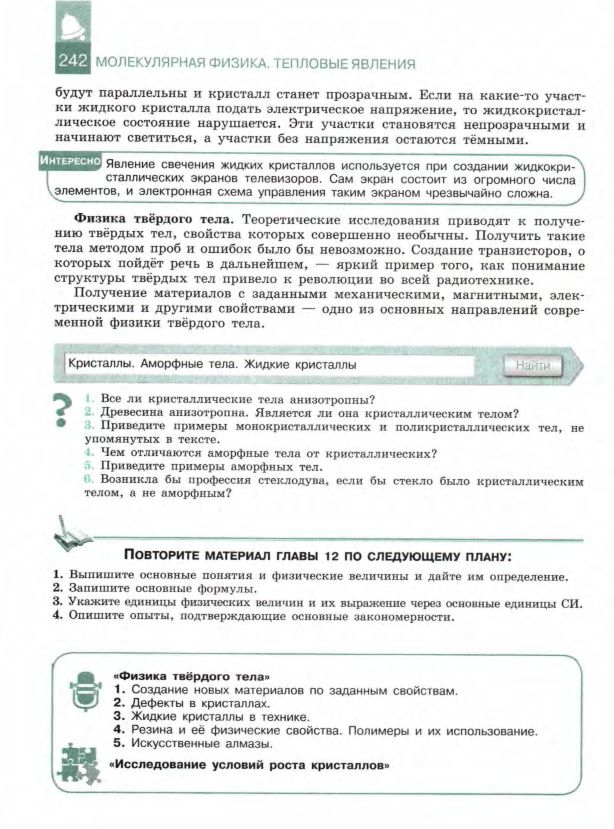 242 МОЛЕКУЛЯРНАЯ ФИЗИКА. ТЕПЛОВЫЕ ЯВЛЕНИЯ
будут параллельны и кристалл станет прозрачным. Если на какие-то участ-
ки жидкого кристалла подать электрическое напряжение, то жидкокристал-
лическое состояние нарушается. Эти участки становятся непрозрачными и
начинают светиться, а участки без напряжения остаются тёмными.
ИНТЕРЕСНО Явление свечения жидких кристаллов используется при создании жидкокри-
сталлических экранов телевизоров. Сам экран состоит из огромного числа
элементов, и электронная схема управления таким экраном чрезвычайно сложна.
Физика твёрдого тела. Теоретические исследования приводят к получе-
нию твёрдых тел, свойства которых совершенно необычны. Получить такие
тела методом проб и ошибок было бы невозможно. Создание транзисторов, о
которых пойдёт речь в дальнейшем, — яркий пример того, как понимание
структуры твёрдых тел привело к революции во всей радиотехнике.
Получение материалов с заданными механическими, магнитными, элек-
трическими и другими свойствами — одно из основных направлений совре-
менной физики твёрдого тела.
Кристаллы. Аморфные тела. Жидкие кристаллы Найти
? 1. Все ли кристаллические тела анизотропны?
2. Древесина анизотропна. Является ли она кристаллическим телом?
3. Приведите примеры монокристаллических и поликристаллических тел, не
упомянутых в тексте.
4. Чем отличаются аморфные тела от кристаллических?
5. Приведите примеры аморфных тел.
6. Возникла бы профессия стеклодува, если бы стекло было кристаллическим
телом, а не аморфным?
ПОВТОРИТЕ МАТЕРИАЛ ГЛАВЫ 12 ПО СЛЕДУЮЩЕМУ ПЛАНУ:
1. Выпишите основные понятия и физические величины и дайте им определение.
2. Запишите основные формулы.
3. Укажите единицы физических величин и их выражение через основные единицы СИ.
4. Опишите опыты, подтверждающие основные закономерности.
«Физика твёрдого тела»
1. Создание новых материалов по заданным свойствам.
2. Дефекты в кристаллах.
3. Жидкие кристаллы в технике.
4. Резина и её физические свойства. Полимеры и их использование.
5. Искусственные алмазы.
«Исследование условий роста кристаллов»